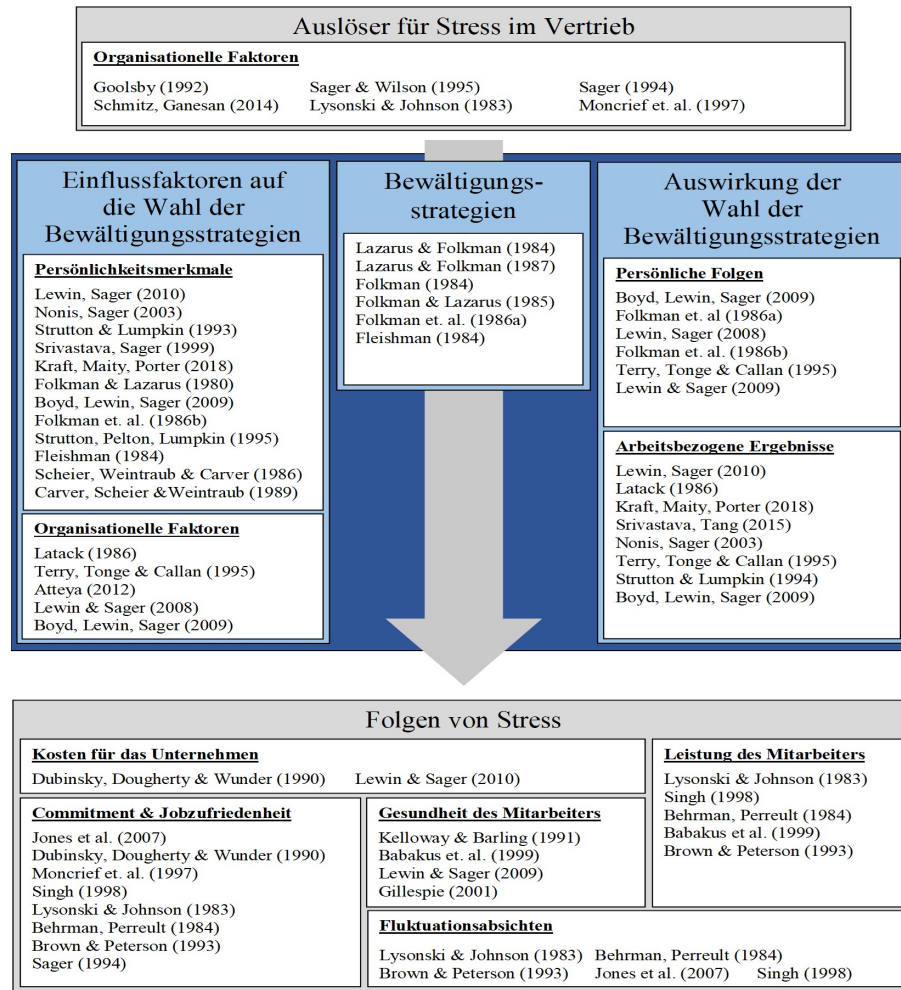 Auslöser für Stress im Vertrieb
Organisationelle Faktoren
Goolsby (1992) Sager & Wilson (1995) Sager (1994)
Schmitz, Ganesan (2014) Lysonski & Johnson (1983) Moncrief et. al. (1997)
Einflussfaktoren auf
die Wahl der
Bewältigungsstrategien
Persönlichkeitsmerkmale
Lewin, Sager (2010)
Nonis, Sager (2003)
Strutton & Lumpkin (1993)
Srivastava, Sager (1999)
Kraft, Maity, Porter (2018)
Folkman & Lazarus (1980)
Boyd, Lewin, Sager (2009)
Folkman et. al. (1986b)
Strutton, Pelton, Lumpkin (1995)
Fleishman (1984)
Scheier, Weintraub & Carver (1986)
Carver, Scheier &Weintraub (1989)
Organisationelle Faktoren
Latack (1986)
Terry, Tonge & Callan (1995)
Atteya (2012)
Lewin & Sager (2008)
Boyd, Lewin, Sager (2009)
Bewältigungs-
strategien
Lazarus & Folkman (1984)
Lazarus & Folkman (1987)
Folkman (1984)
Folkman & Lazarus (1985)
Folkman et. al. (1986a)
Fleishman (1984)
Auswirkung der
Wahl der
Bewältigungsstrategien
Persönliche Folgen
Boyd, Lewin, Sager (2009)
Folkman et. al (1986a)
Lewin, Sager (2008)
Folkman et. al. (1986b)
Terry, Tonge & Callan (1995)
Lewin & Sager (2009)
Arbeitsbezogene Ergebnisse
Lewin, Sager (2010)
Latack (1986)
Kraft, Maity, Porter (2018)
Srivastava, Tang (2015)
Nonis, Sager (2003)
Terry, Tonge & Callan (1995)
Strutton & Lumpkin (1994)
Boyd, Lewin, Sager (2009)
Folgen von Stress
Kosten für das Unternehmen
Dubinsky, Dougherty & Wunder (1990) Lewin & Sager (2010)
Leistung des Mitarbeiters
Lysonski & Johnson (1983)
Singh (1998)
Behrman, Perreult (1984)
Babakus et al. (1999)
Brown & Peterson (1993)
Commitment & Jobzufriedenheit
Jones et al. (2007)
Dubinsky, Dougherty & Wunder (1990)
Moncrief et. al. (1997)
Singh (1998)
Lysonski & Johnson (1983)
Behrman, Perreult (1984)
Brown & Peterson (1993)
Sager (1994)
Gesundheit des Mitarbeiters
Kelloway & Barling (1991)
Babakus et. al. (1999)
Lewin & Sager (2009)
Gillespie (2001)
Fluktuationsabsichten
Lysonski & Johnson (1983) Behrman, Perreult (1984)
Brown & Peterson (1993) Jones et al. (2007) Singh (1998)